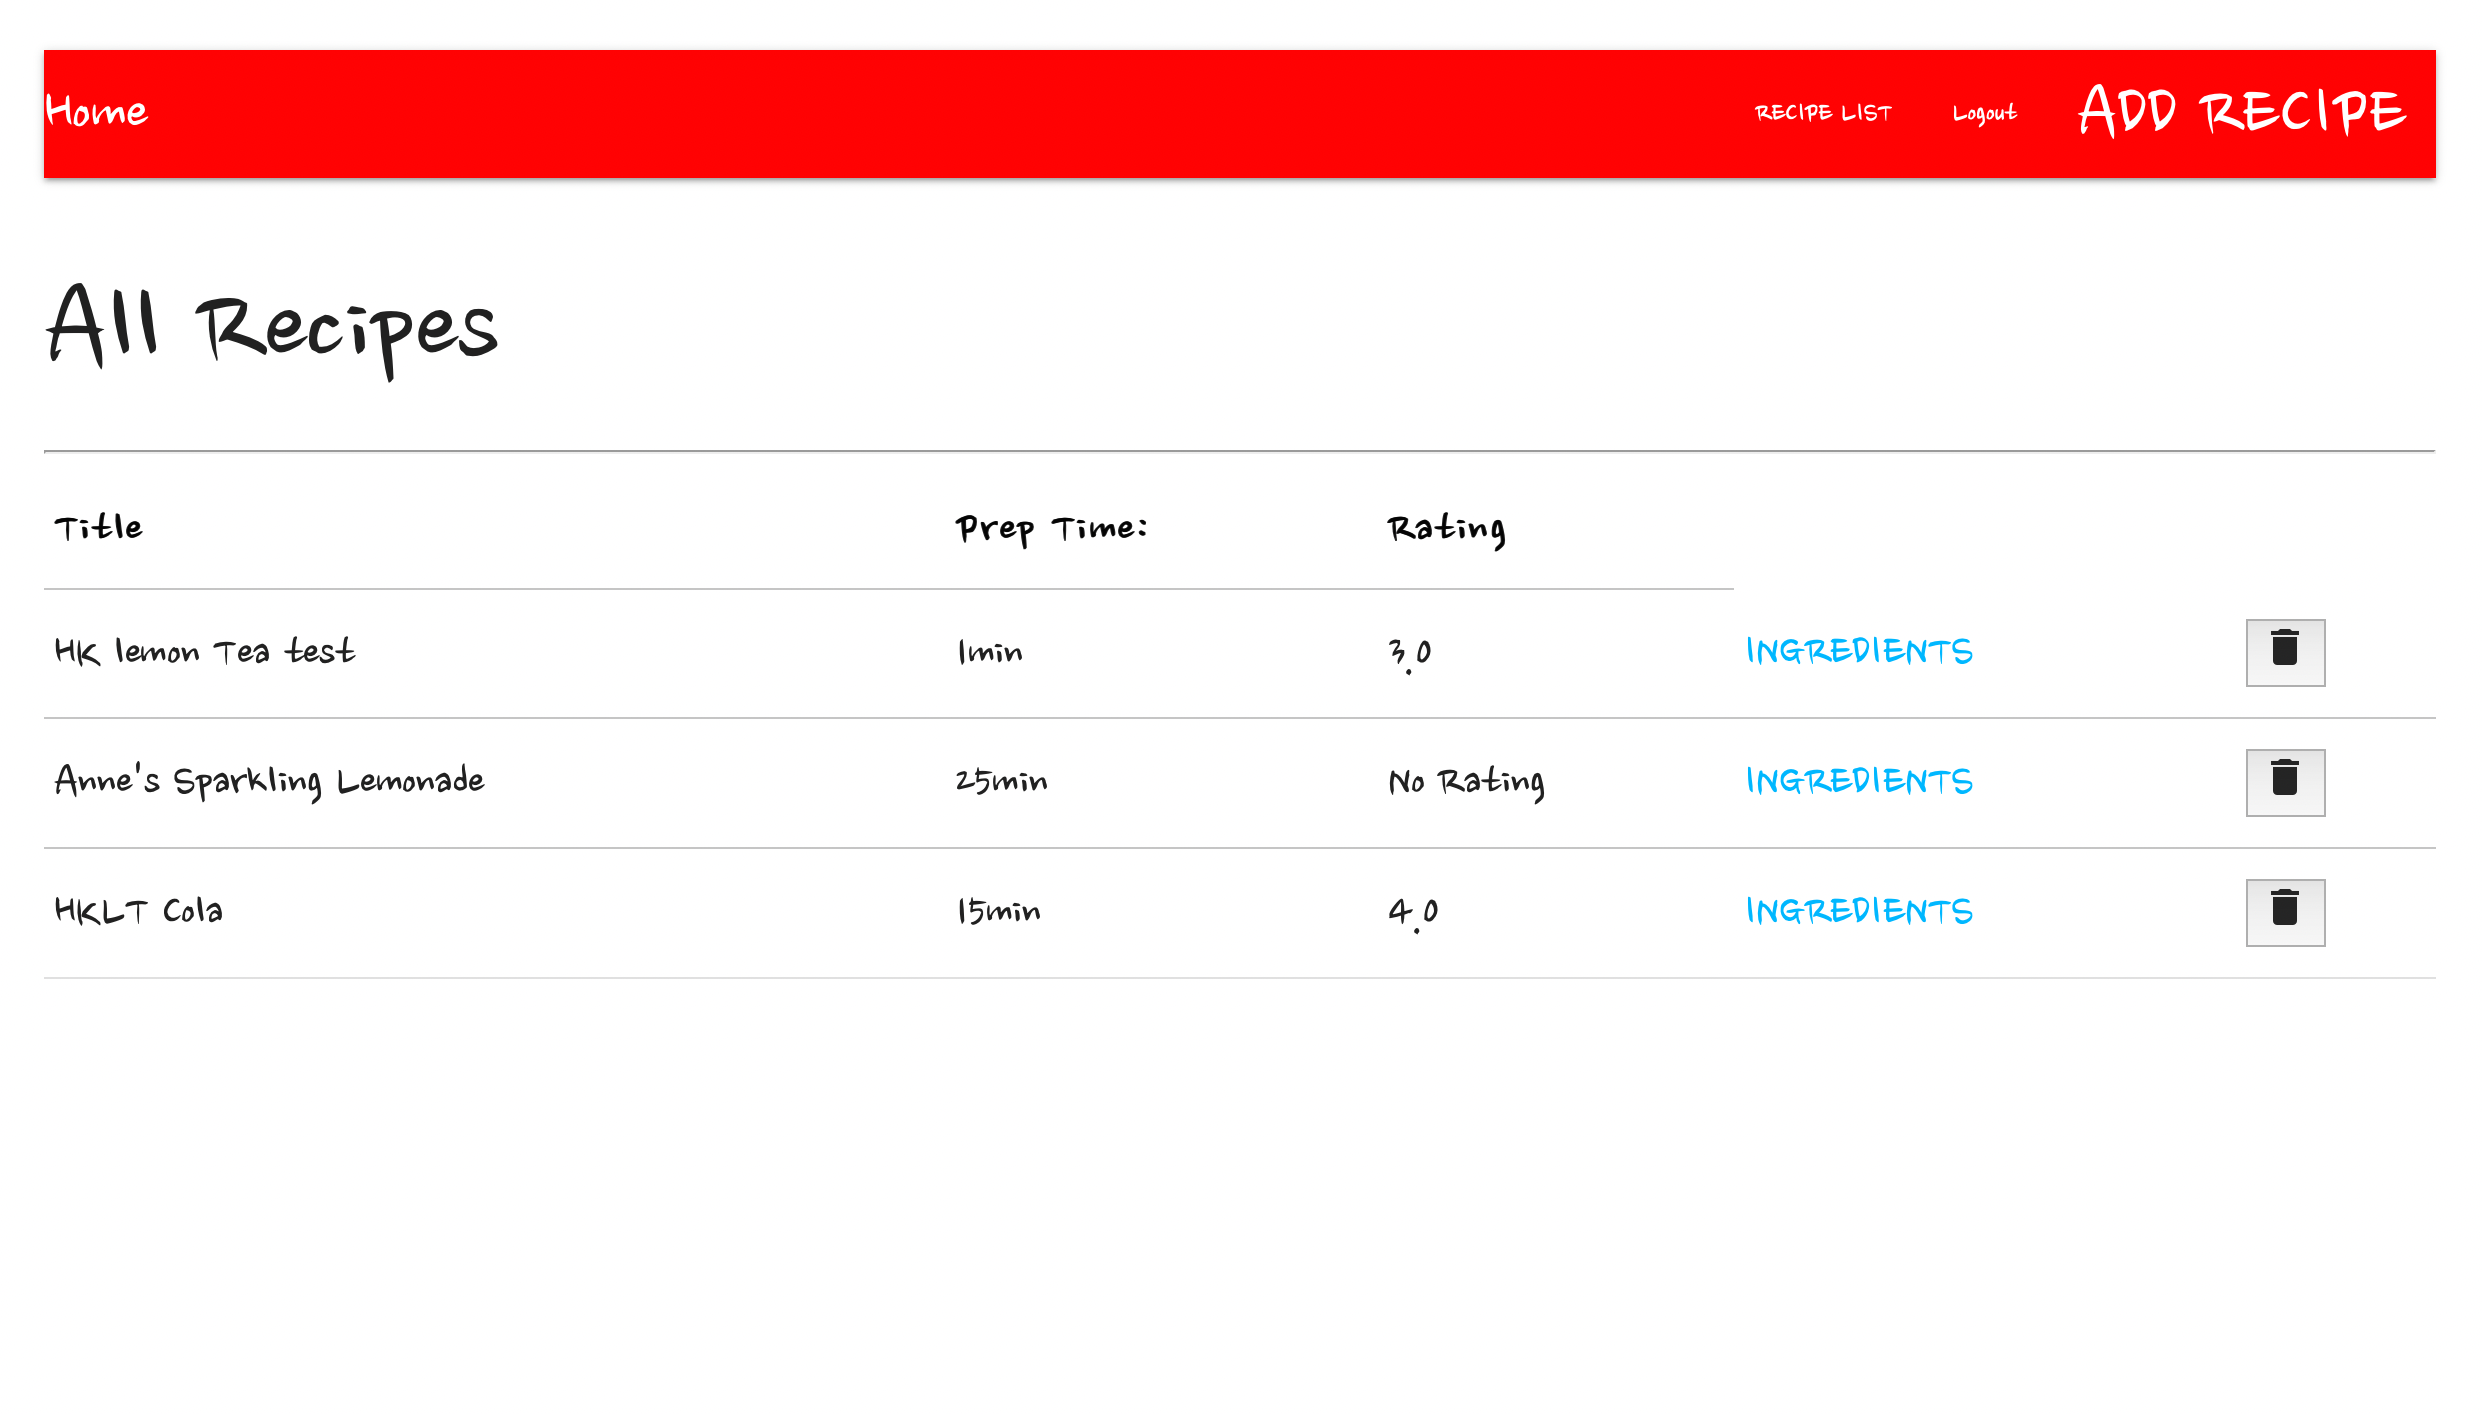 Home RECIPE LIST Logout ADD RECIPE
All Recipes
Title Prep Time: Rating
HK lemon Tea test 1min 3.0 INGREDIENTS
Anne's Sparkling Lemonade 25min No Rating INGREDIENTS
HKLT Cola 15min 4.0 INGREDIENTS